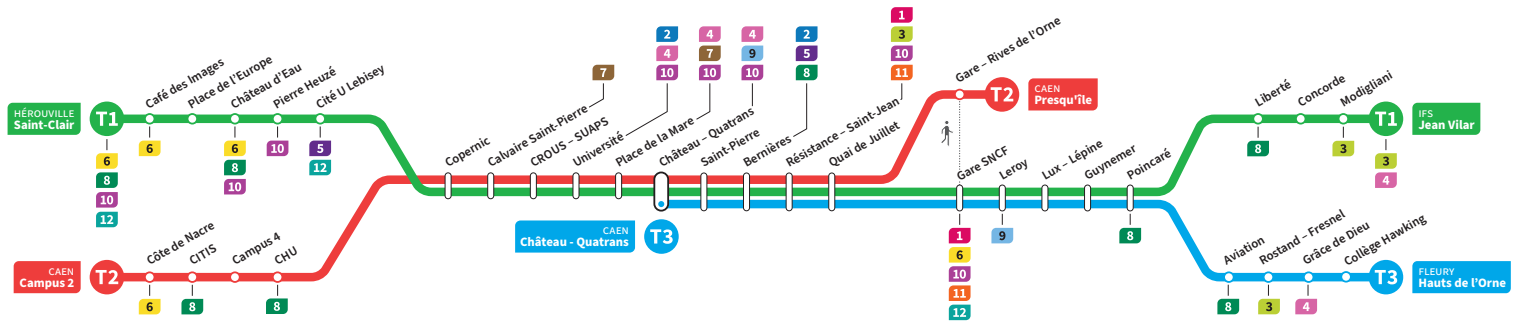 HÉROUVILLE
Saint-Clair
T1
6
8
10
12
Café des Images
6
Place de l'Europe
Château d'Eau
6
8
10
Pierre Heuzé
10
Cité U Lebisey
5
12
CAEN
Campus 2
T2
Côte de Nacre
6
CITIS
8
Campus 4
CHU
8
Copernic
Calvaire Saint-Pierre
7
CROUS – SUAPS
Université
2
4
10
Place de la Mare
4
7
10
Château – Quatrans
4
9
10
Saint-Pierre
Bernières
2
5
8
Résistance – Saint-Jean
1
3
10
11
Quai de Juillet
CAEN
Château - Quatrans
T3
Gare – Rives de l'Orne
T2
CAEN
Presqu'île
Gare SNCF
1
6
10
11
12
Leroy
9
Lux – Lépine
Guynemer
Poincaré
8
Liberté
8
Concorde
Modigliani
3
T1
3
4
IFS
Jean Vilar
Aviation
8
Rostand – Fresnel
3
Grâce de Dieu
4
Collège Hawking
T3
FLEURY
Hauts de l'Orne